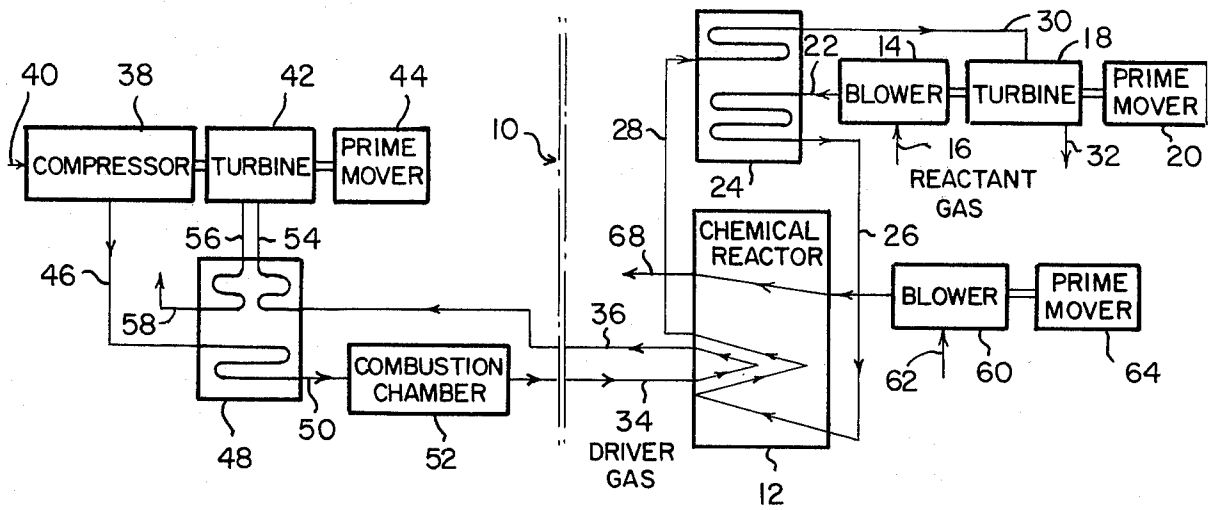 40
38
42
44
COMPRESSOR
TURBINE
PRIME
MOVER
56
54
46
58
48
50
COMBUSTION
CHAMBER
52
10
30
14
18
22
BLOWER
TURBINE
PRIME
MOVER
28
16
REACTANT
GAS
32
20
24
CHEMICAL
REACTOR
26
68
BLOWER
PRIME
MOVER
36
62
60
64
34
DRIVER
GAS
12